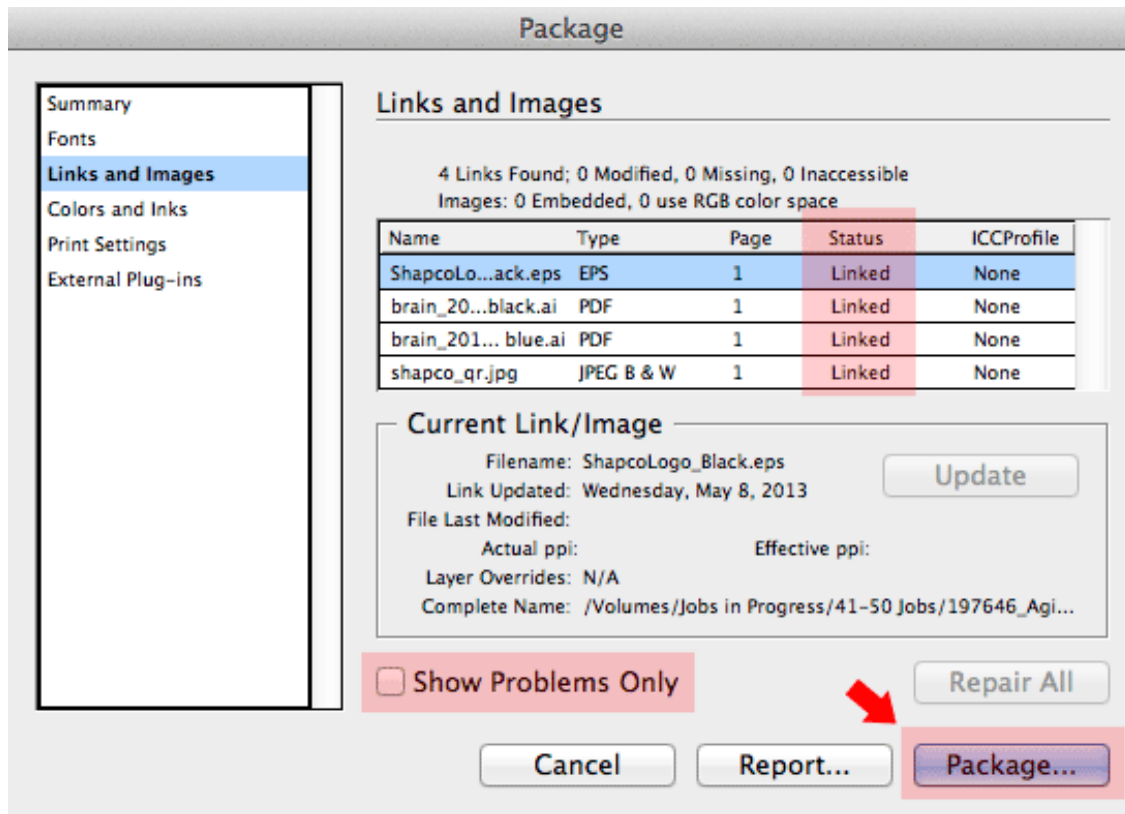 Package
Summary
Fonts
Links and Images
Colors and Inks
Print Settings
External Plug-ins
Links and Images
4 Links Found; 0 Modified, 0 Missing, 0 Inaccessible
Images: 0 Embedded, 0 use RGB color space
Name Type Page Status ICCProfile
ShapcoLo...ack.eps EPS 1 Linked None
brain_20...black.ai PDF 1 Linked None
brain_201... blue.ai PDF 1 Linked None
shapco_qr.jpg JPEG B & W 1 Linked None
Current Link/Image
Filename: ShapcoLogo_Black.eps
Update
Link Updated: Wednesday, May 8, 2013
File Last Modified:
Actual ppi: Effective ppi:
Layer Overrides: N/A
Complete Name: /Volumes/Jobs in Progress/41-50 Jobs/197646_Agi...
Show Problems Only
Repair All
Cancel Report... Package...